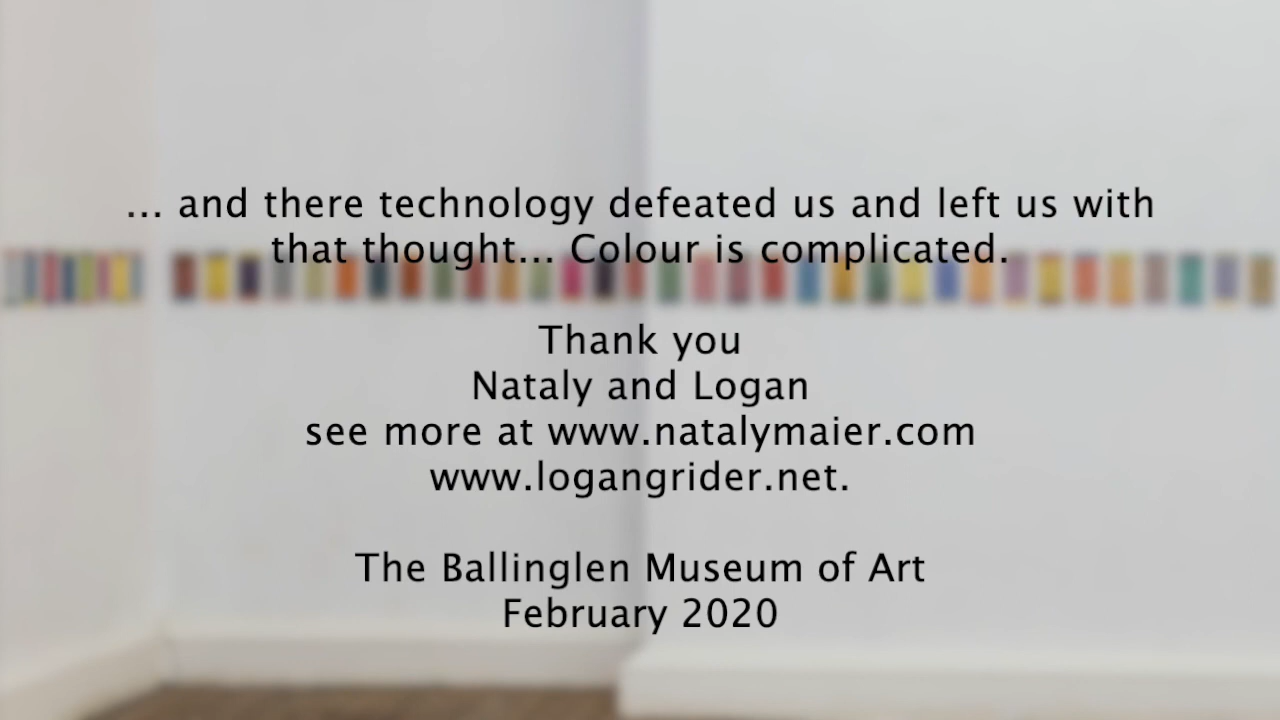 ... and there technology defeated us and left us with
that thought... Colour is complicated.
Thank you
Nataly and Logan
see more at www.natalymaier.com
www.logangrider.net.
The Ballinglen Museum of Art
February 2020